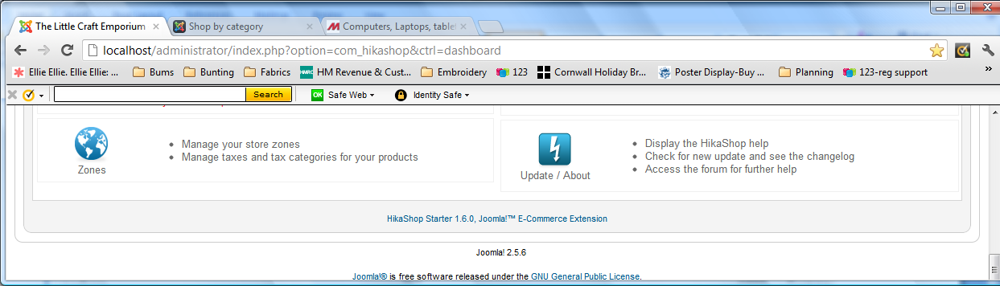 The Little Craft Emporium
Shop by category
Computers, Laptops, table
localhost/administrator/index.php?option=com_hikashop&ctrl=dashboard
Ellie Ellie. Ellie Ellie: ...
Bums
Bunting
Fabrics
HMRC
HM Revenue & Cust...
Embroidery
123
Cornwall Holiday Br...
Poster Display-Buy ...
Planning
123-reg support
»
Search
OK
Safe Web
Identity Safe
Zones
• Manage your store zones
• Manage taxes and tax categories for your products
Update / About
• Display the HikaShop help
• Check for new update and see the changelog
• Access the forum for further help
HikaShop Starter 1.6.0, Joomla!™ E-Commerce Extension
Joomla! 2.5.6
Joomla!® is free software released under the GNU General Public License.